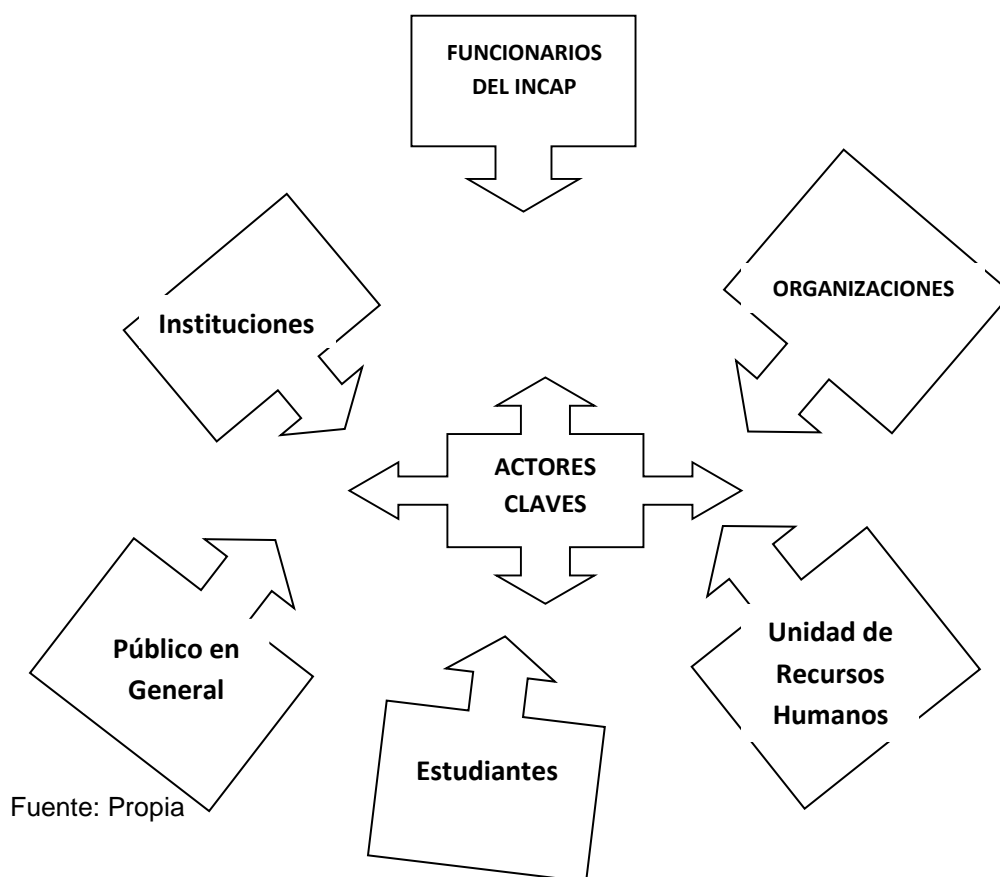 FUNCIONARIOS
DEL INCAP
ORGANIZACIONES
Instituciones
ACTORES
CLAVES
Público en
General
Unidad de
Recursos
Humanos
Estudiantes
Fuente: Propia